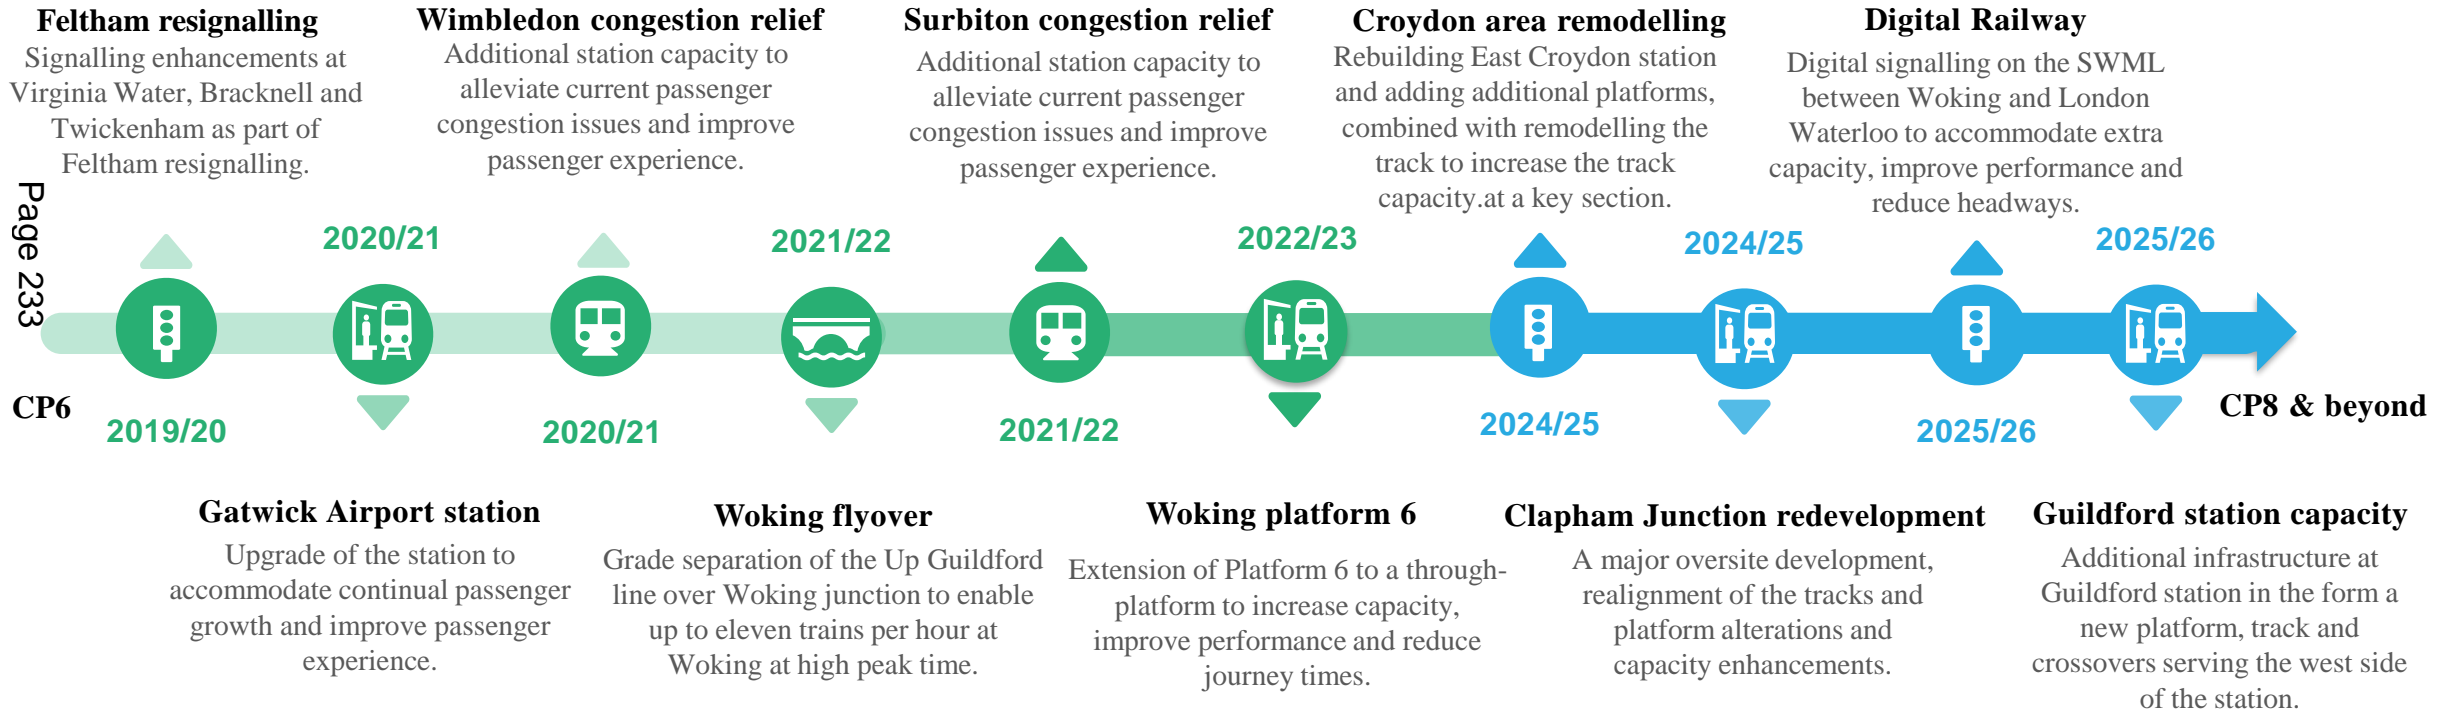 Feltham resignalling
Signalling enhancements at
Virginia Water, Bracknell and
Twickenham as part of
Feltham resignalling.
Wimbledon congestion relief
Additional station capacity to
alleviate current passenger
congestion issues and improve
passenger experience.
Surbiton congestion relief
Additional station capacity to
alleviate current passenger
congestion issues and improve
passenger experience.
Croydon area remodelling
Rebuilding East Croydon station
and adding additional platforms,
combined with remodelling the
track to increase the track
capacity.at a key section.
Digital Railway
Digital signalling on the SWML
between Woking and London
Waterloo to accommodate extra
capacity, improve performance and
reduce headways.
Page 233
2020/21
2021/22
2022/23
2024/25
2025/26
CP6
CP8 & beyond
2019/20
2020/21
2021/22
2024/25
2025/26
Gatwick Airport station
Upgrade of the station to
accommodate continual passenger
growth and improve passenger
experience.
Woking flyover
Grade separation of the Up Guildford
line over Woking junction to enable
up to eleven trains per hour at
Woking at high peak time.
Woking platform 6
Extension of Platform 6 to a through-
platform to increase capacity,
improve performance and reduce
journey times.
Clapham Junction redevelopment
A major oversite development,
realignment of the tracks and
platform alterations and
capacity enhancements.
Guildford station capacity
Additional infrastructure at
Guildford station in the form a
new platform, track and
crossovers serving the west side
of the station.